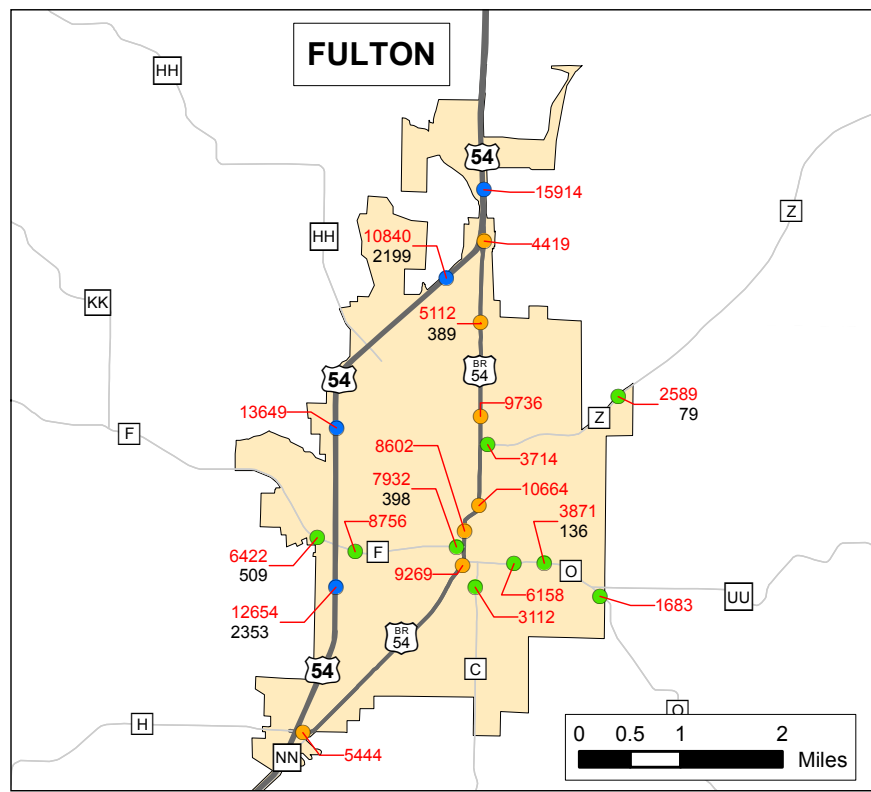 FULTON
HH
54
15914
Z
HH
10840
2199
4419
KK
5112
389
BR
54
54
2589
79
13649
9736
Z
F
8602
3714
7932
398
10664
3871
136
8756
F
6422
509
9269
O
6158
UU
12654
2353
3112
1683
BR
54
54
C
H
O
NN
5444
0 0.5 1 2
Miles